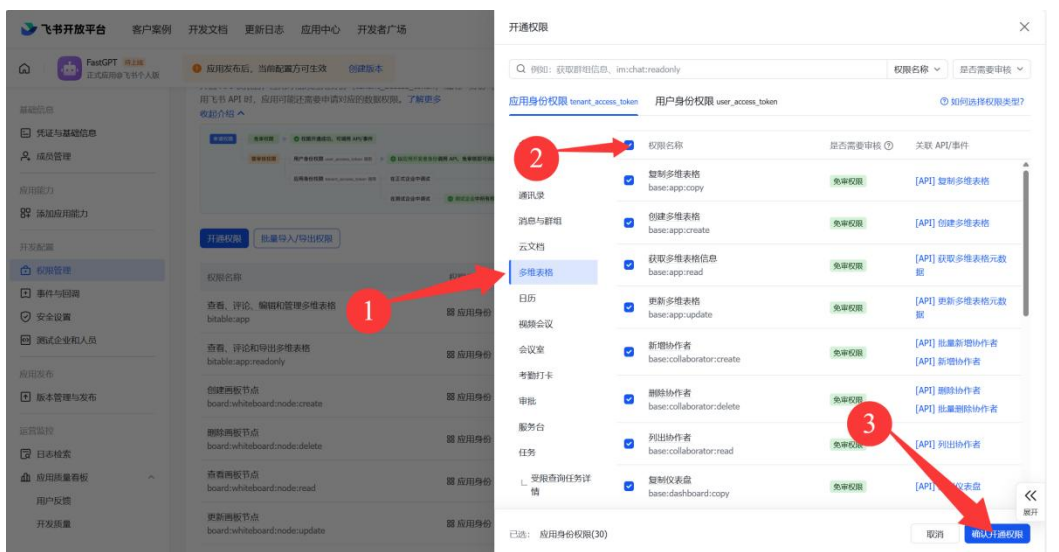 飞书开放平台 客户案例 开发文档 更新日志 应用中心 开发者广场
FastGPT 待上线
正式应用@飞书个人版
应用发布后，当前配置方可生效 创建版本
用飞书 API 时，应用可能还需要申请对应的数据权限。了解更多
收起介绍
基础信息
凭证与基础信息
成员管理
应用能力
添加应用能力
开发配置
权限管理
事件与回调
安全设置
测试企业和人员
应用发布
版本管理与发布
运营监控
日志检索
应用质量看板
用户反馈
开发质量
开通权限 批量导入/导出权限
权限名称
查看、评论、编辑和管理多维表格
bitable:app
应用身份
查看、评论和导出多维表格
bitable:app:readonly
应用身份
创建画板节点
board:whiteboard:node:create
应用身份
删除画板节点
board:whiteboard:node:delete
应用身份
查看画板节点
board:whiteboard:node:read
应用身份
更新画板节点
board:whiteboard:node:update
应用身份
1
开通权限
例如：获取群组信息、im:chat:readonly
权限名称 是否需要审核
应用身份权限 tenant_access_token 用户身份权限 user_access_token 如何选择权限类型?
2
通讯录
消息与群组
云文档
多维表格
日历
视频会议
会议室
考勤打卡
审批
服务台
任务
受限查询任务详
情
权限名称 是否需要审核 关联 API/事件
复制多维表格
base:app:copy
免审权限
[API] 复制多维表格
创建多维表格
base:app:create
免审权限
[API] 创建多维表格
获取多维表格信息
base:app:read
免审权限
[API] 获取多维表格元数
据
更新多维表格
base:app:update
免审权限
[API] 更新多维表格元数
据
新增协作者
base:collaborator:create
免审权限
[API] 批量新增协作者
[API] 新增协作者
删除协作者
base:collaborator:delete
免审权限
[API] 删除协作者
[API] 批量删除协作者
3
列出协作者
base:collaborator:read
免审权限
[API] 列出协作者
复制仪表盘
base:dashboard:copy
免审权限
[API] 仪表盘
展开
已选： 应用身份权限(30)
取消 确认开通权限